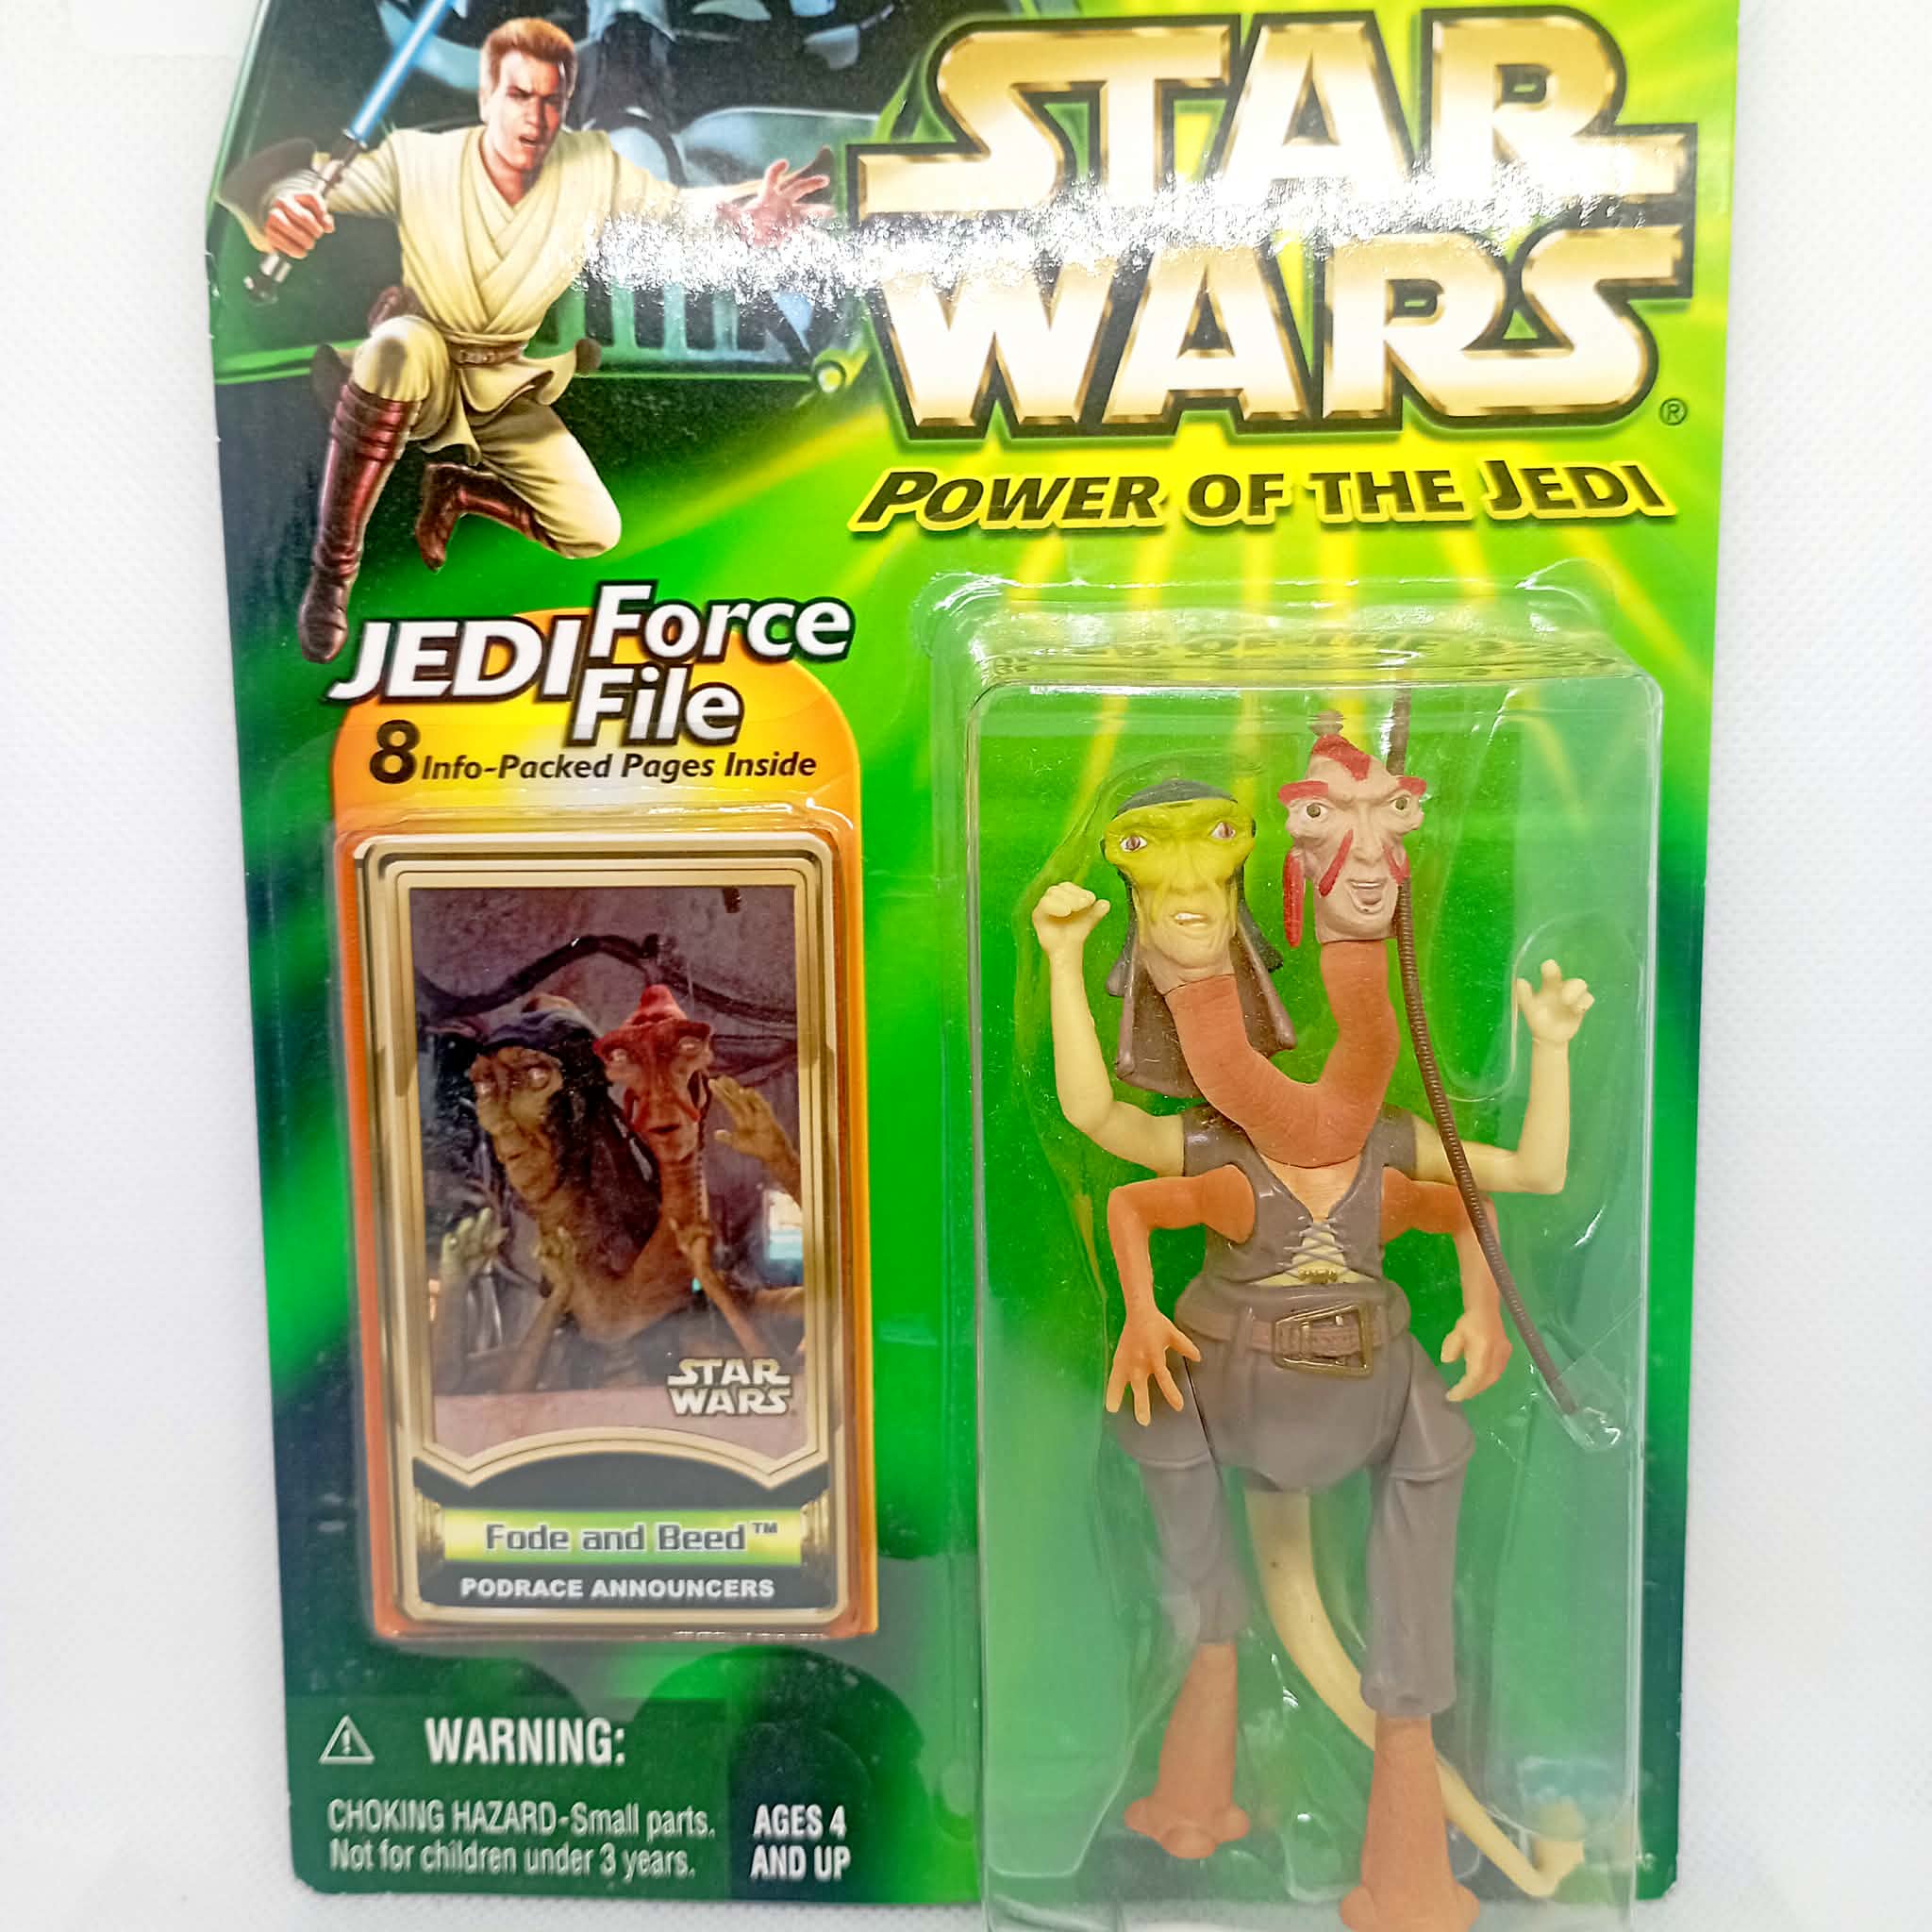 STAR
WARS®
POWER OF THE JEDI
JEDI Force
File
8 Info-Packed Pages Inside
STAR
WARS
Fode and Beed™
PODRACE ANNOUNCERS
WARNING:
CHOKING HAZARD-Small parts.
Not for children under 3 years.
AGES 4
AND UP